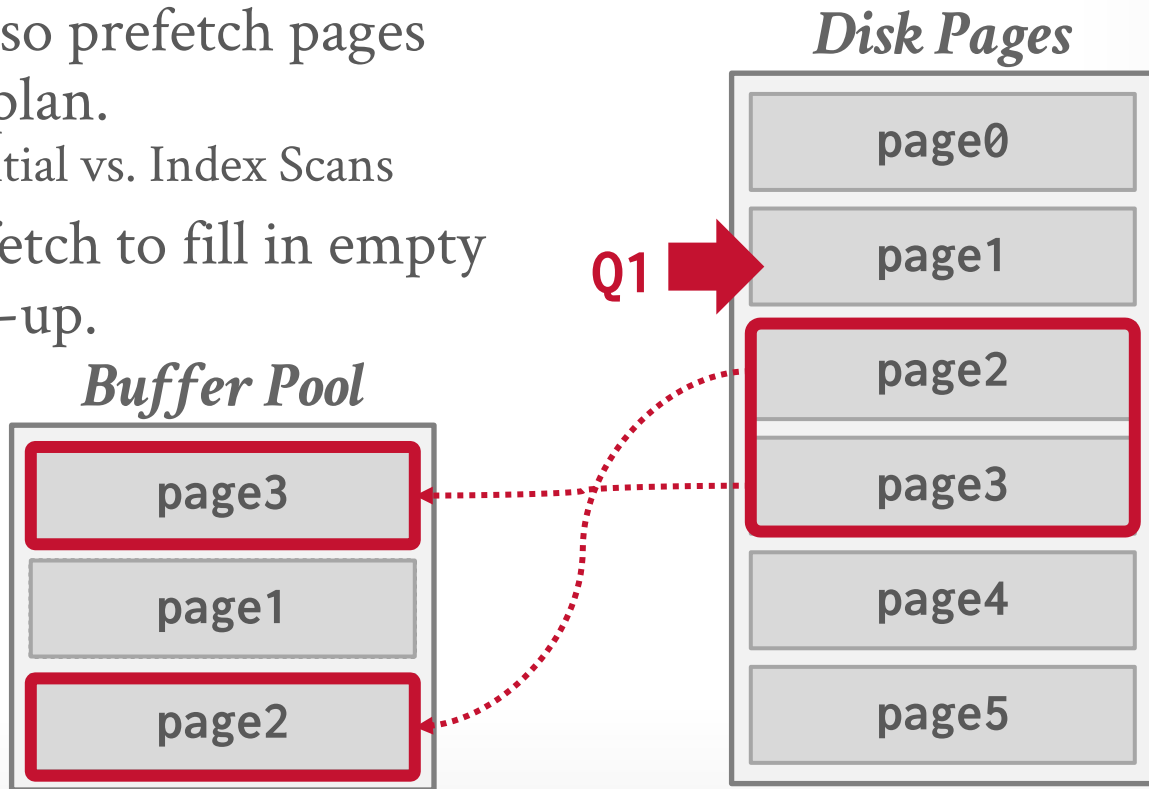 so prefetch pages
plan.
tial vs. Index Scans
fetch to fill in empty
-up.
Buffer Pool
page3
page1
page2
Q1
Disk Pages
page0
page1
page2
page3
page4
page5